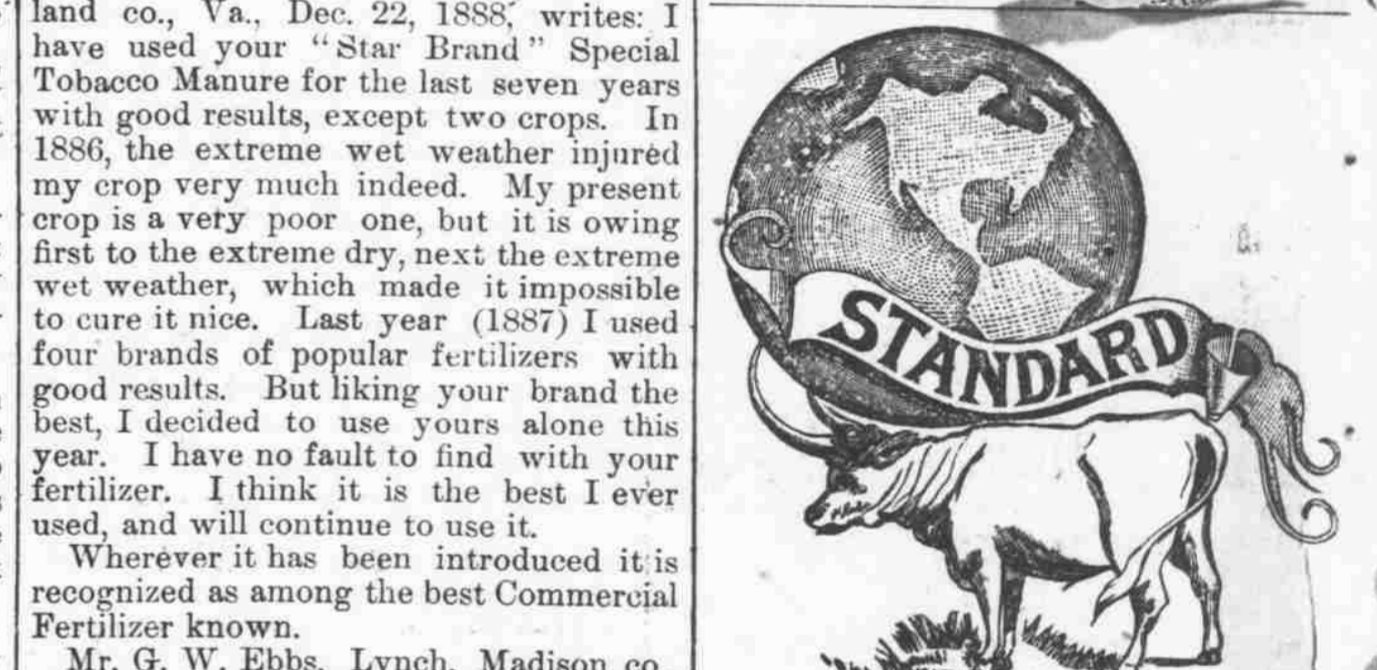 land co., Va., Dec. 22, 1888, writes: I
have used your "Star Brand" Special
Tobacco Manure for the last seven years
with good results, except two crops. In
1886, the extreme wet weather injured
my crop very much indeed. My present
crop is a very poor one, but it is owing
first to the extreme dry, next the extreme
wet weather, which made it impossible
to cure it nice. Last year (1887) I used
four brands of popular fertilizers with
good results. But liking your brand the
best, I decided to use yours alone this
year. I have no fault to find with your
fertilizer. I think it is the best I ever
used, and will continue to use it.
Wherever it has been introduced it is
recognized as among the best Commercial
Fertilizer known.
Mr. G. W. Ebbs, Lynch, Madison co.
STANDARD